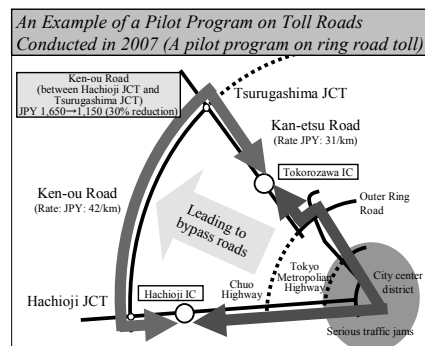 An Example of a Pilot Program on Toll Roads
Conducted in 2007 (A pilot program on ring road toll)
Ken-ou Road
(between Hachioji JCT and
Tsurugashima JCT)
JPY 1,650→1,150 (30% reduction)
Tsurugashima JCT
Kan-etsu Road
(Rate JPY: 31/km)
Tokorozawa IC
Ken-ou Road
(Rate: JPY: 42/km)
Outer Ring
Road
Leading to
bypass roads
Hachioji JCT
Hachioji IC
Chuo
Highway
Tokyo
Metropolian
Highway
City center
district
Serious traffic jams